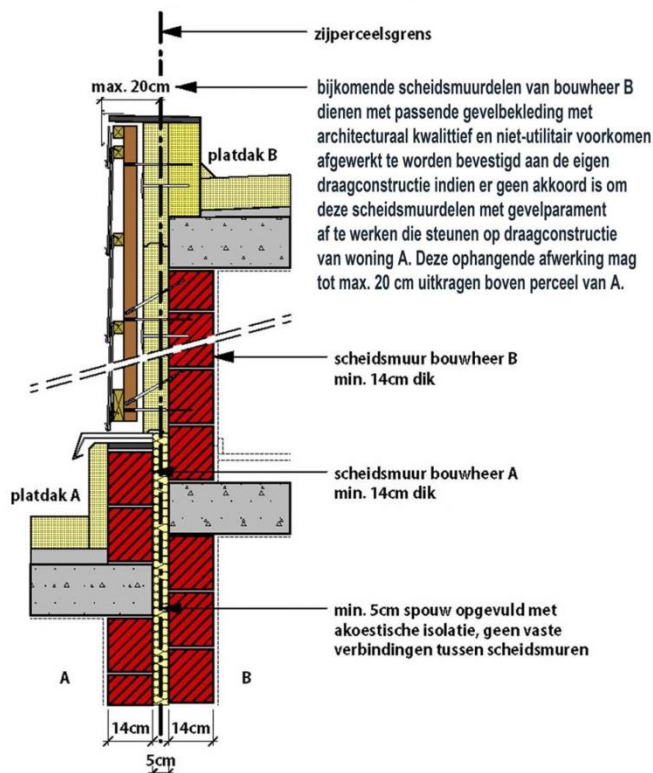 zijperceelsgrens
max. 20cm
bijkomende scheidsmuurdelen van bouwheer B
dienen met passende gevelbekleding met
architecturaal kwalittief en niet-utilitair voorkomen
afgewerkt te worden bevestigd aan de eigen
draagconstructie indien er geen akkoord is om
deze scheidsmuurdelen met gevelparament
af te werken die steunen op draagconstructie
van woning A. Deze ophangende afwerking mag
tot max. 20 cm uitkragen boven perceel van A.
platdak B
scheidsmuur bouwheer B
min. 14cm dik
scheidsmuur bouwheer A
min. 14cm dik
platdak A
min. 5cm spouw opgevuld met
akoestische isolatie, geen vaste
verbindingen tussen scheidsmuren
A
B
14cm
14cm
5cm